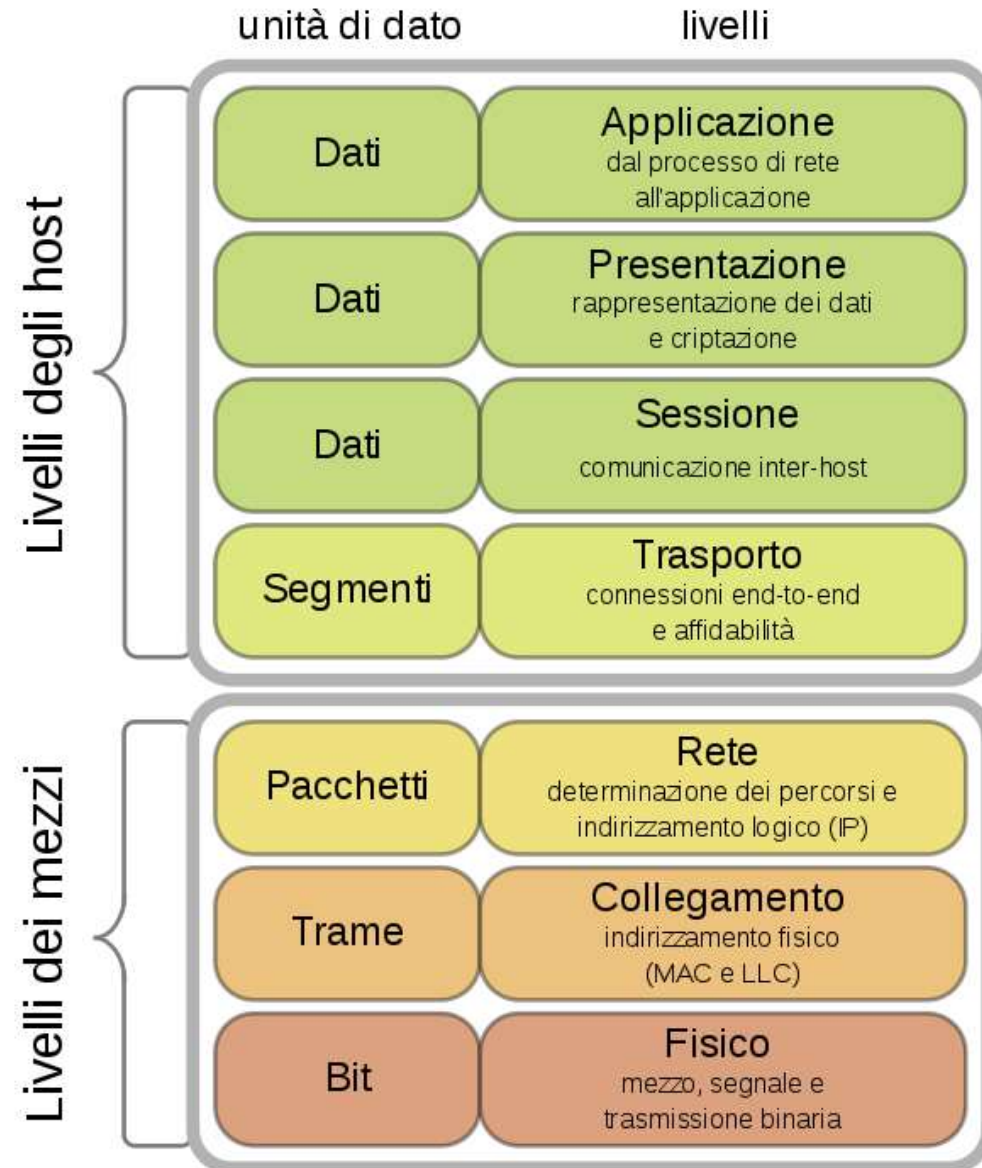 unità di dato
livelli
Livelli degli host
Dati
Applicazione
dal processo di rete
all'applicazione
Dati
Presentazione
rappresentazione dei dati
e criptazione
Dati
Sessione
comunicazione inter-host
Segmenti
Trasporto
connessioni end-to-end
e affidabilità
Livelli dei mezzi
Pacchetti
Rete
determinazione dei percorsi e
indirizzamento logico (IP)
Trame
Collegamento
indirizzamento fisico
(MAC e LLC)
Bit
Fisico
mezzo, segnale e
trasmissione binaria